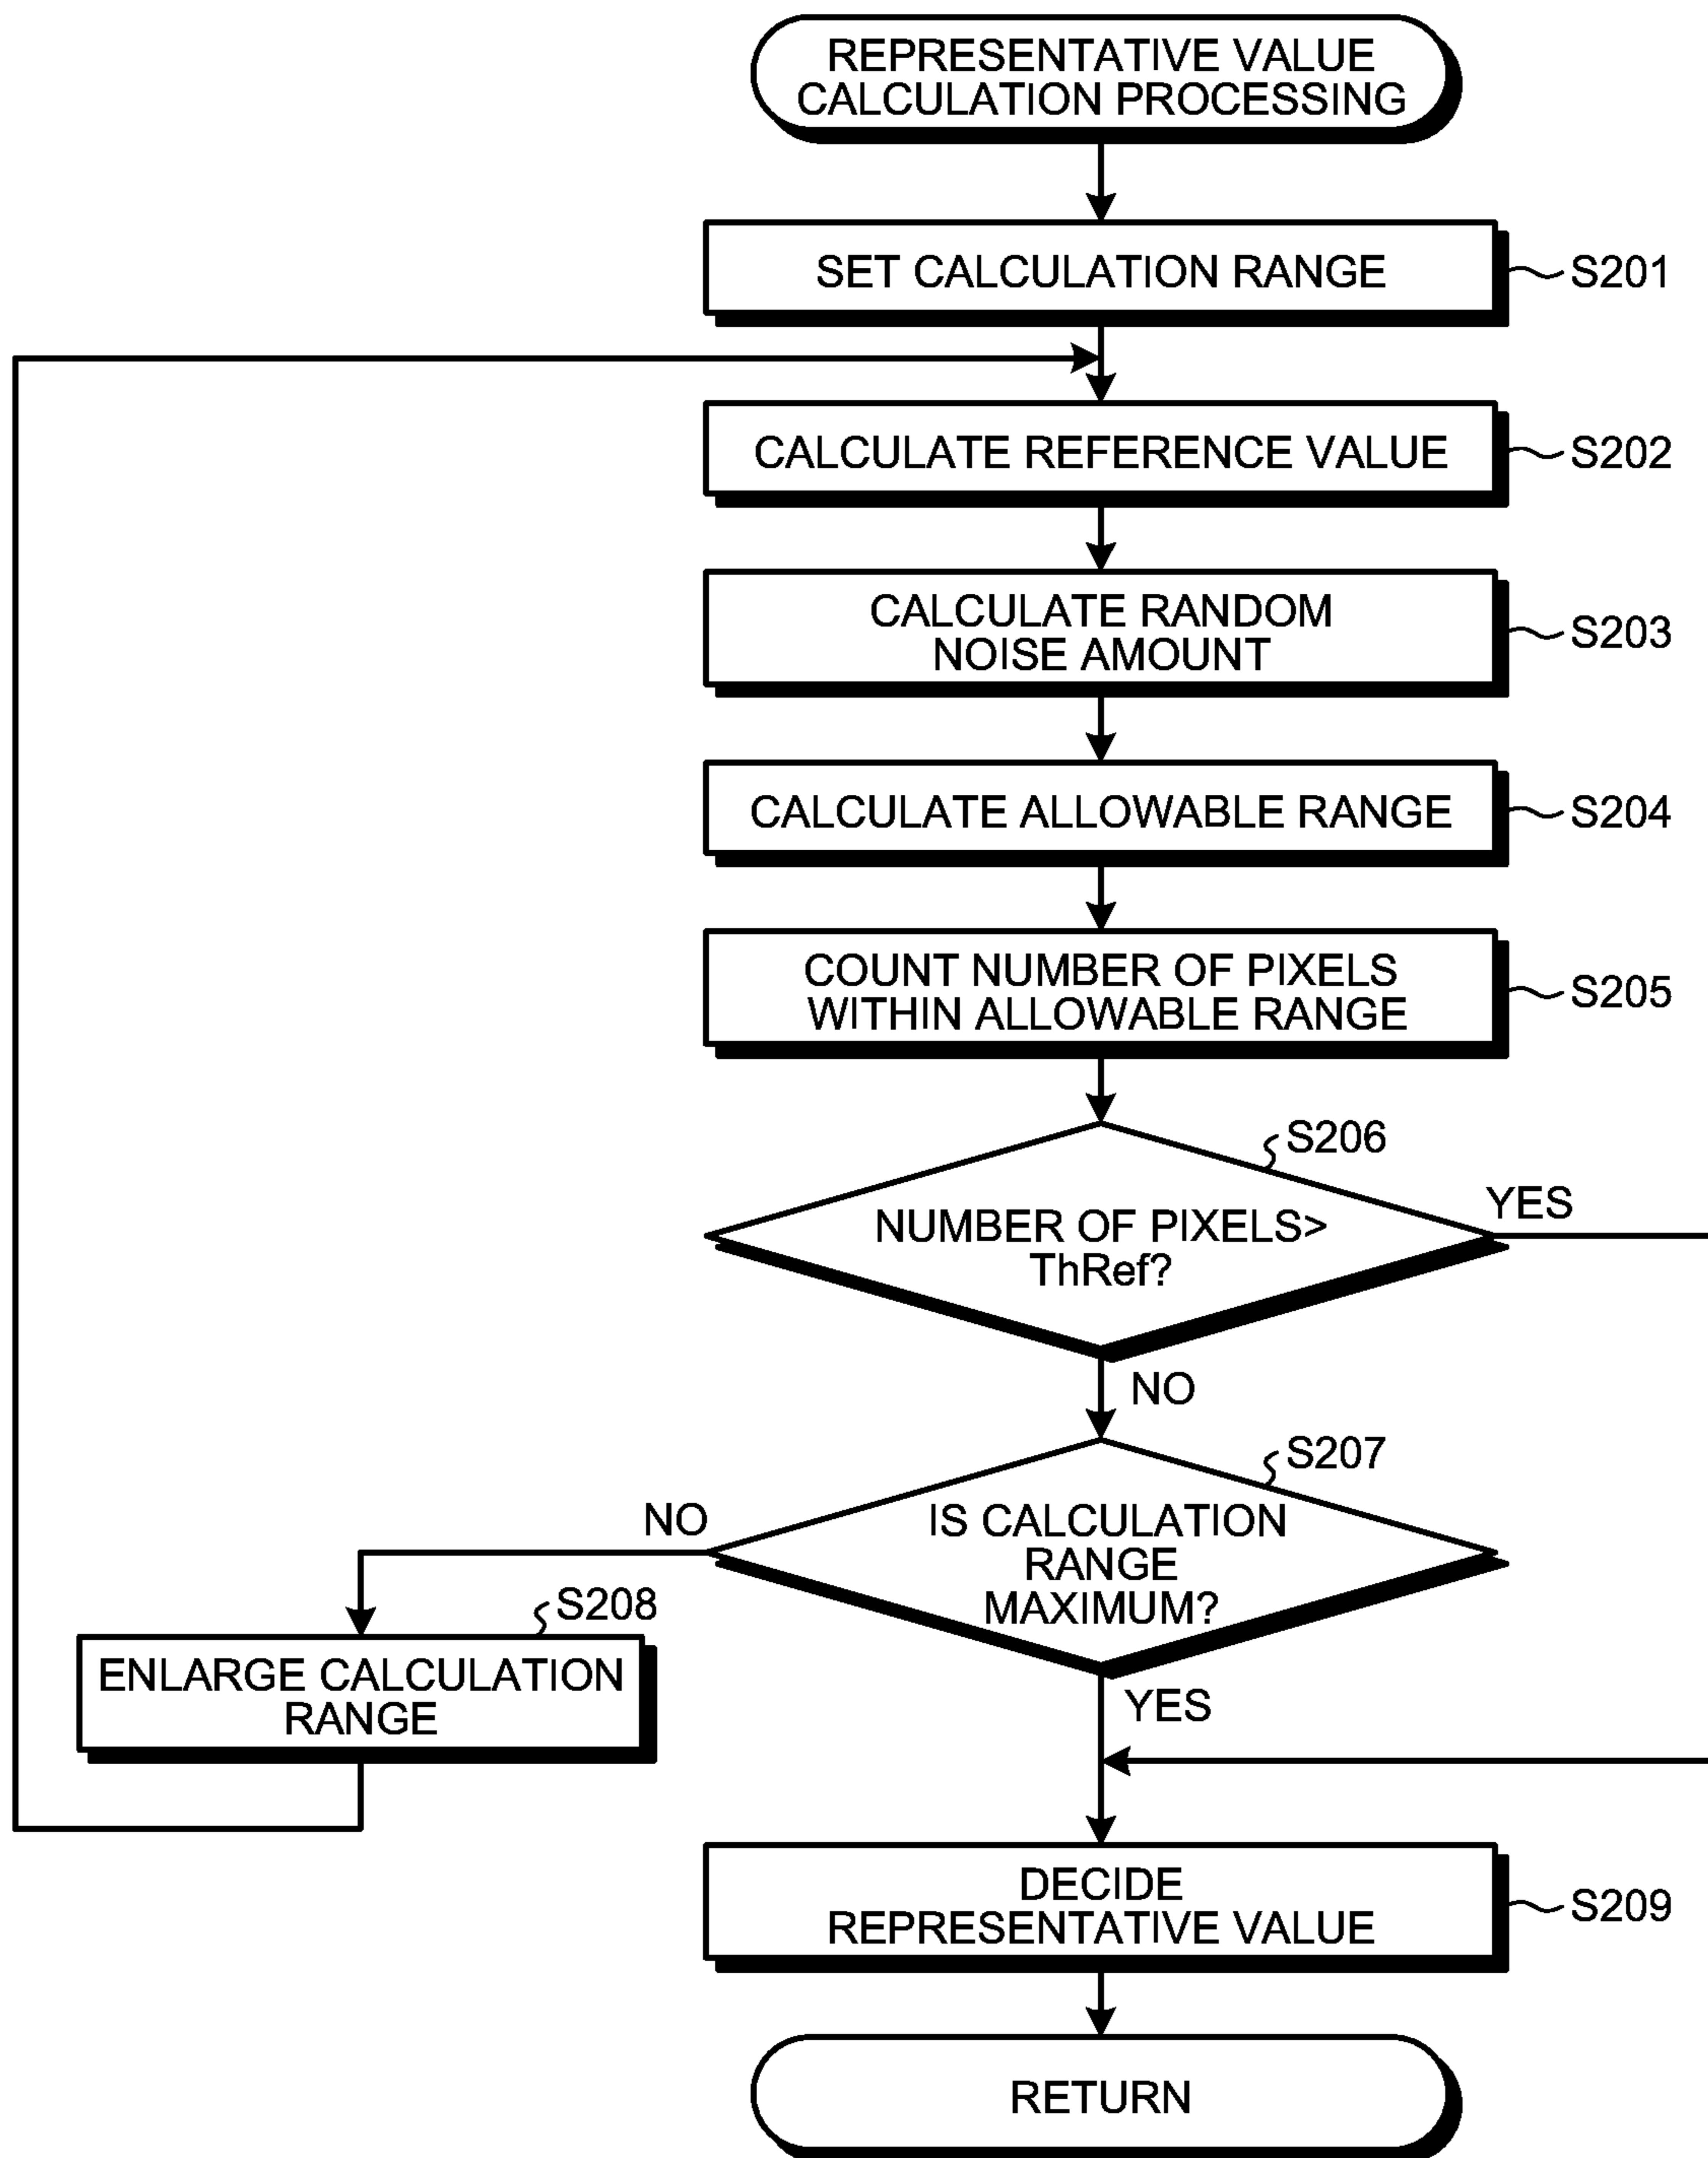 REPRESENTATIVE VALUE
CALCULATION PROCESSING
SET CALCULATION RANGE
S201
CALCULATE REFERENCE VALUE
S202
CALCULATE RANDOM
NOISE AMOUNT
S203
CALCULATE ALLOWABLE RANGE
S204
COUNT NUMBER OF PIXELS
WITHIN ALLOWABLE RANGE
S205
S206
YES
NUMBER OF PIXELS>
ThRef?
NO
S207
NO
IS CALCULATION
RANGE
MAXIMUM?
S208
ENLARGE CALCULATION
RANGE
YES
DECIDE
REPRESENTATIVE VALUE
S209
RETURN